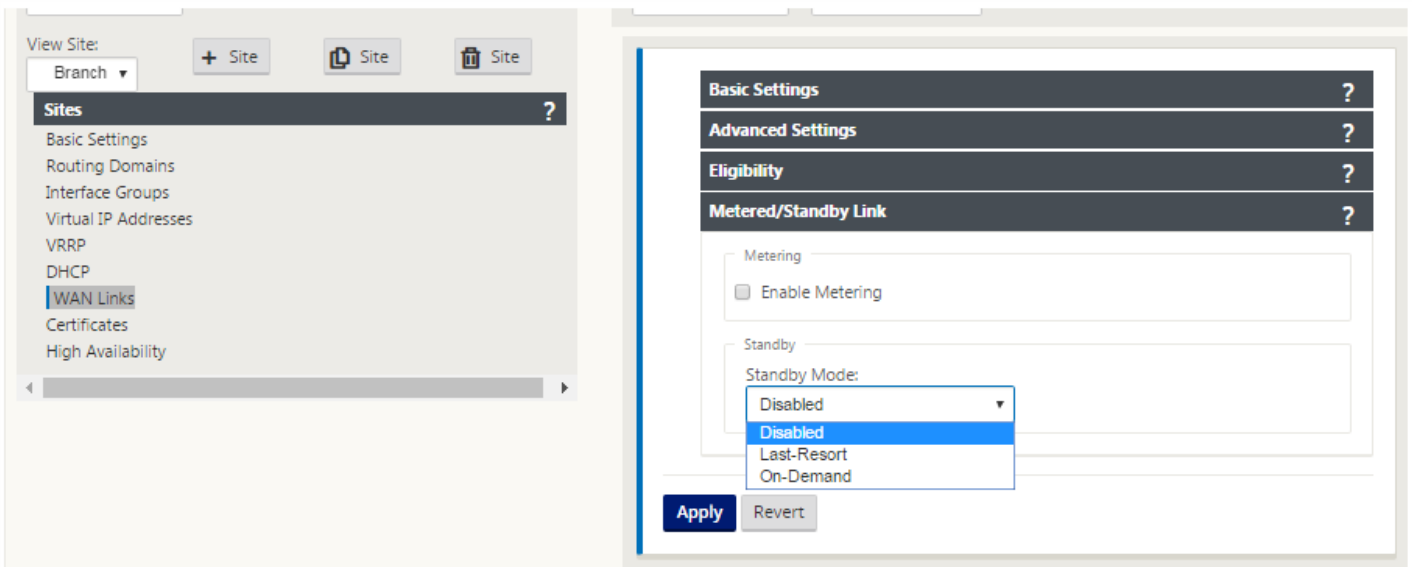 View Site:
+ Site
Site
Site
Branch
Sites ?
Basic Settings
Routing Domains
Interface Groups
Virtual IP Addresses
VRRP
DHCP
WAN Links
Certificates
High Availability
Basic Settings ?
Advanced Settings ?
Eligibility ?
Metered/Standby Link ?
Metering
Enable Metering
Standby
Standby Mode:
Disabled
Disabled
Last-Resort
On-Demand
Apply Revert